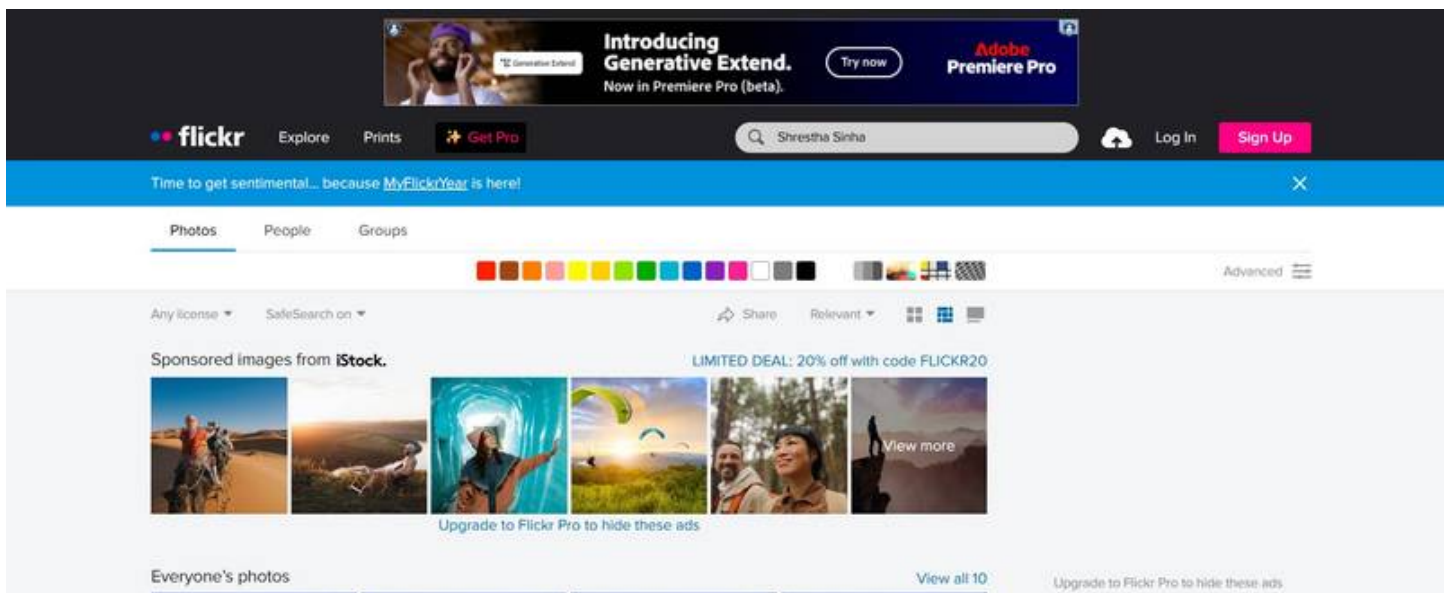 Generative Extend
Introducing
Generative Extend.
Now in Premiere Pro (beta).
Try now
Adobe
Premiere Pro
flickr Explore Prints Get Pro Shrestha Sinha Log In Sign Up
Time to get sentimental... because MyFlickrYear is here!
Photos People Groups
Advanced
Any license SafeSearch on Share Relevant
Sponsored images from iStock. LIMITED DEAL: 20% off with code FLICKR20
View more
Upgrade to Flickr Pro to hide these ads
Everyone's photos View all 10
Upgrade to Flickr Pro to hide these ads